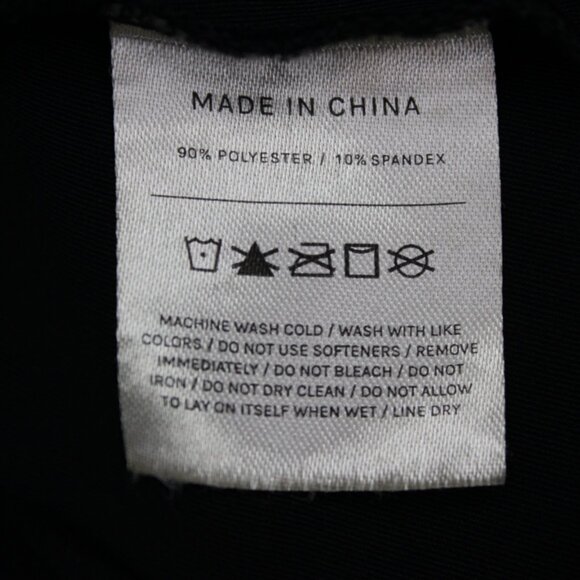 MADE IN CHINA
90% POLYESTER / 10% SPANDEX
MACHINE WASH COLD / WASH WITH LIKE
COLORS / DO NOT USE SOFTENERS / REMOVE
IMMEDIATELY / DO NOT BLEACH / DO NOT
IRON / DO NOT DRY CLEAN / DO NOT ALLOW
TO LAY ON ITSELF WHEN WET / LINE DRY